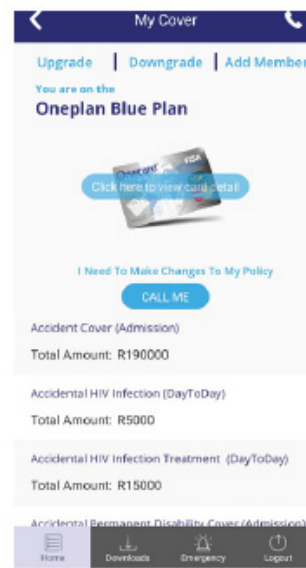 My Cover
Upgrade | Downgrade | Add Member
You are on the
Oneplan Blue Plan
Onecard
VISA
Click here to view card detail
I Need To Make Changes To My Policy
CALL ME
Accident Cover (Admission)
Total Amount: R190000
Accidental HIV Infection (DayToDay)
Total Amount: R5000
Accidental HIV Infection Treatment (DayToDay)
Total Amount: R15000
Accidental Permanent Disability Cover (Admission)
Home Downloads Emergency Logout